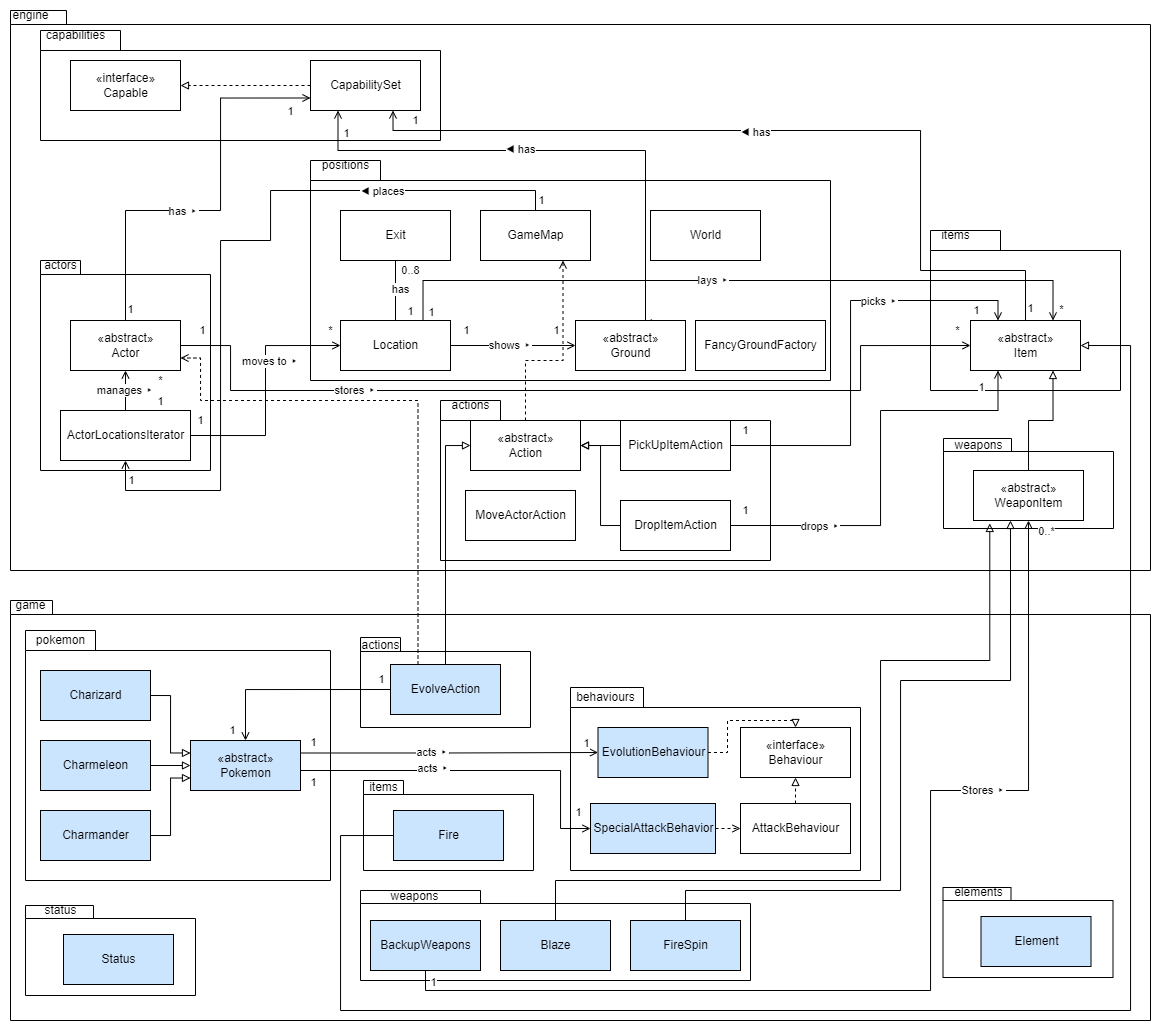 engine
capabilities
«interface»
Capable
CapabilitySet
1
1
1
◀ has
◀ has
positions
◀ places
1
has ▸
Exit
GameMap
World
items
actors
0..8
has
lays ▸
1
1
1
picks ▸
1
1
*
«abstract»
Actor
1
*
Location
1
shows ▸
1
«abstract»
Ground
FancyGroundFactory
*
«abstract»
Item
moves to ▸
manages ▸
*
1
stores ▸
1
actions
ActorLocationsIterator
1
«abstract»
Action
PickUpItemAction
1
weapons
1
«abstract»
WeaponItem
MoveActorAction
DropItemAction
1
drops ▸
0..*
game
pokemon
actions
Charizard
1
EvolveAction
behaviours
1
«abstract»
Pokemon
1
acts ▸
1
EvolutionBehaviour
«interface»
Behaviour
Charmeleon
1
acts ▸
items
Stores ▸
1
Charmander
Fire
SpecialAttackBehavior
AttackBehaviour
weapons
elements
status
BackupWeapons
Blaze
FireSpin
Element
Status
1